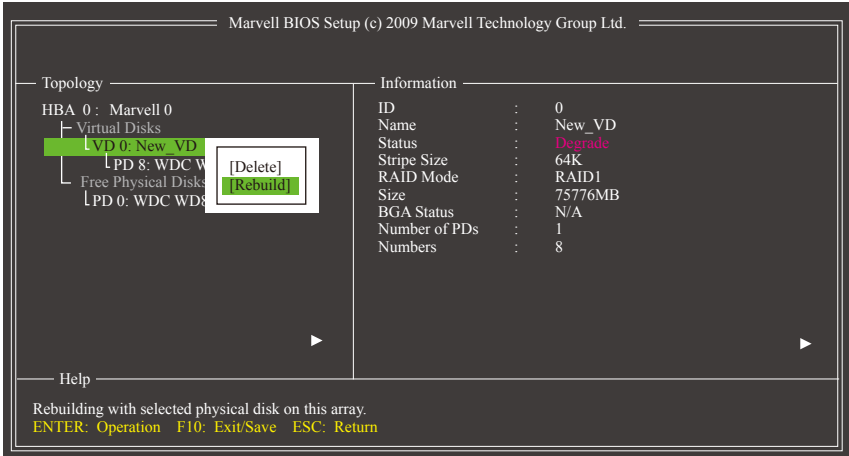 Marvell BIOS Setup (c) 2009 Marvell Technology Group Ltd.
Topology
HBA 0 : Marvell 0
Virtual Disks
VD 0: New_VD
PD 8: WDC
Free Physical Disks
PD 0: WDC
[Delete]
[Rebuild]
Information
ID : 0
Name : New_VD
Status : Degrade
Stripe Size : 64K
RAID Mode : RAID1
Size : 75776MB
BGA Status : N/A
Number of PDs : 1
Numbers : 8
Help
Rebuilding with selected physical disk on this array.
ENTER: Operation F10: Exit/Save ESC: Return